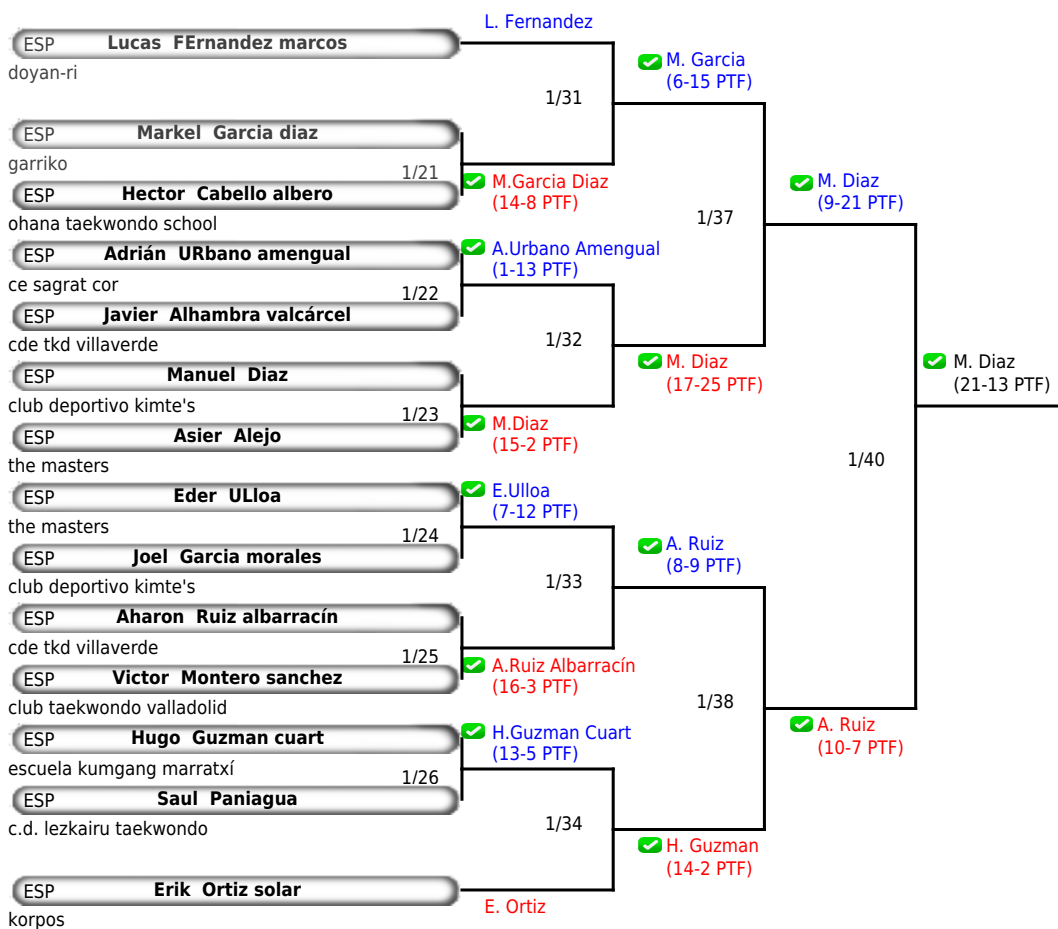 L. Fernandez
ESP Lucas FErnandez marcos
doyan-ri
M. Garcia
(6-15 PTF)
1/31
ESP Markel Garcia diaz
garriko
1/21
M.Garcia Diaz
(14-8 PTF)
ESP Hector Cabello albero
ohana taekwondo school
M. Diaz
(9-21 PTF)
1/37
ESP Adrián URbano amengual
ce sagrat cor
A.Urbano Amengual
(1-13 PTF)
1/22
ESP Javier Alhambra valcárcel
cde tkd villaverde
1/32
ESP Manuel Diaz
club deportivo kimte's
M. Diaz
(17-25 PTF)
M. Diaz
(21-13 PTF)
1/23
ESP Asier Alejo
the masters
M.Diaz
(15-2 PTF)
1/40
ESP Eder ULloa
the masters
E.Ulloa
(7-12 PTF)
1/24
ESP Joel Garcia morales
club deportivo kimte's
A. Ruiz
(8-9 PTF)
1/33
ESP Aharon Ruiz albarracín
cde tkd villaverde
1/25
ESP Victor Montero sanchez
club taekwondo valladolid
A.Ruiz Albarracín
(16-3 PTF)
1/38
ESP Hugo Guzman cuart
escuela kumgang marratxí
H.Guzman Cuart
(13-5 PTF)
A. Ruiz
(10-7 PTF)
1/26
ESP Saul Paniagua
c.d. lezkairu taekwondo
1/34
H. Guzman
(14-2 PTF)
ESP Erik Ortiz solar
korpos
E. Ortiz